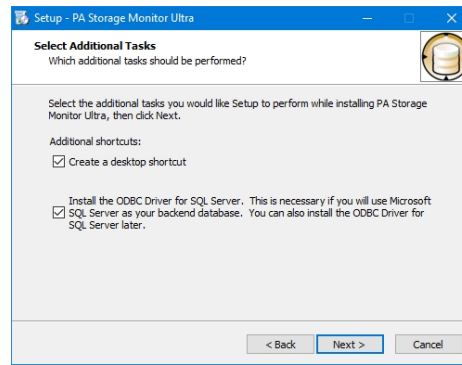 Setup - PA Storage Monitor Ultra
Select Additional Tasks
Which additional tasks should be performed?
Select the additional tasks you would like Setup to perform while installing PA Storage
Monitor Ultra, then click Next.
Additional shortcuts:
Create a desktop shortcut
Install the ODBC Driver for SQL Server. This is necessary if you will use Microsoft
SQL Server as your backend database. You can also install the ODBC Driver for
SQL Server later.
< Back
Next >
Cancel